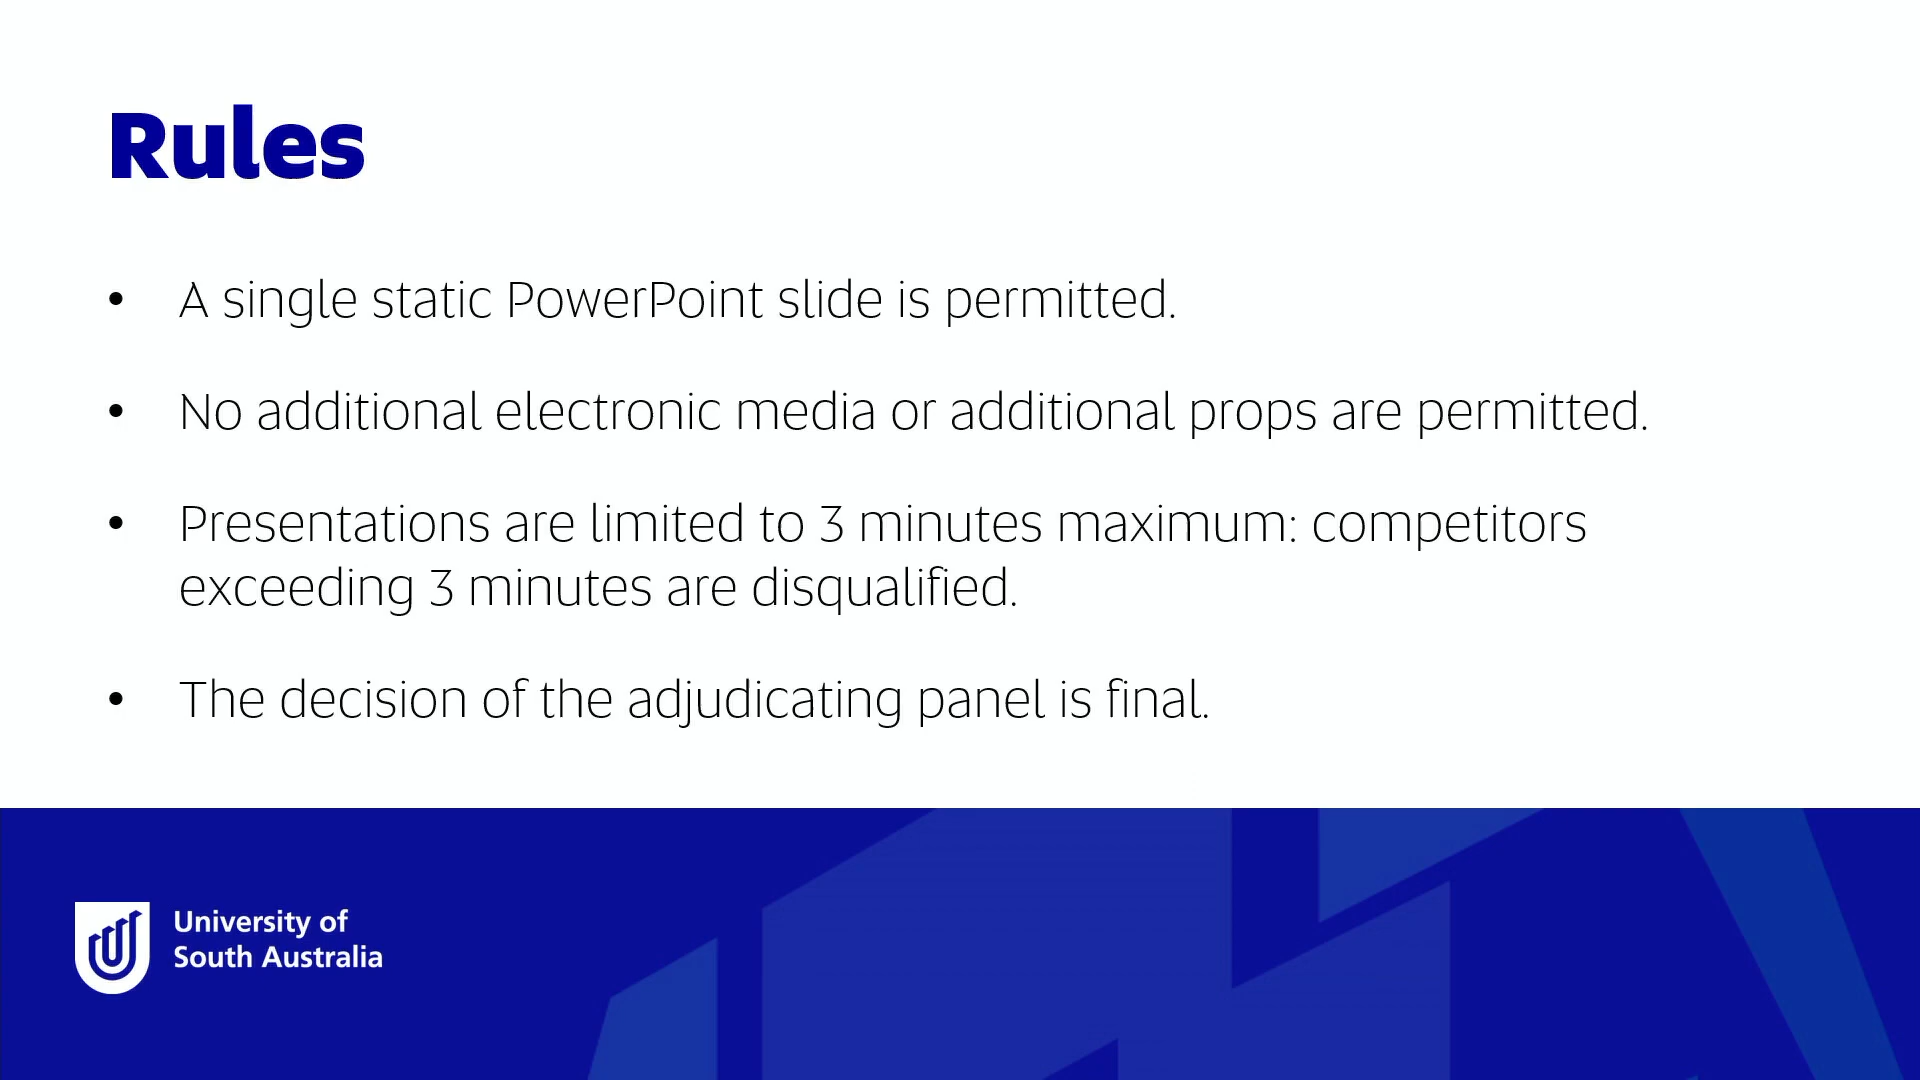 Rules
• A single static PowerPoint slide is permitted.
• No additional electronic media or additional props are permitted.
• Presentations are limited to 3 minutes maximum: competitors
exceeding 3 minutes are disqualified.
• The decision of the adjudicating panel is final.
University of
South Australia